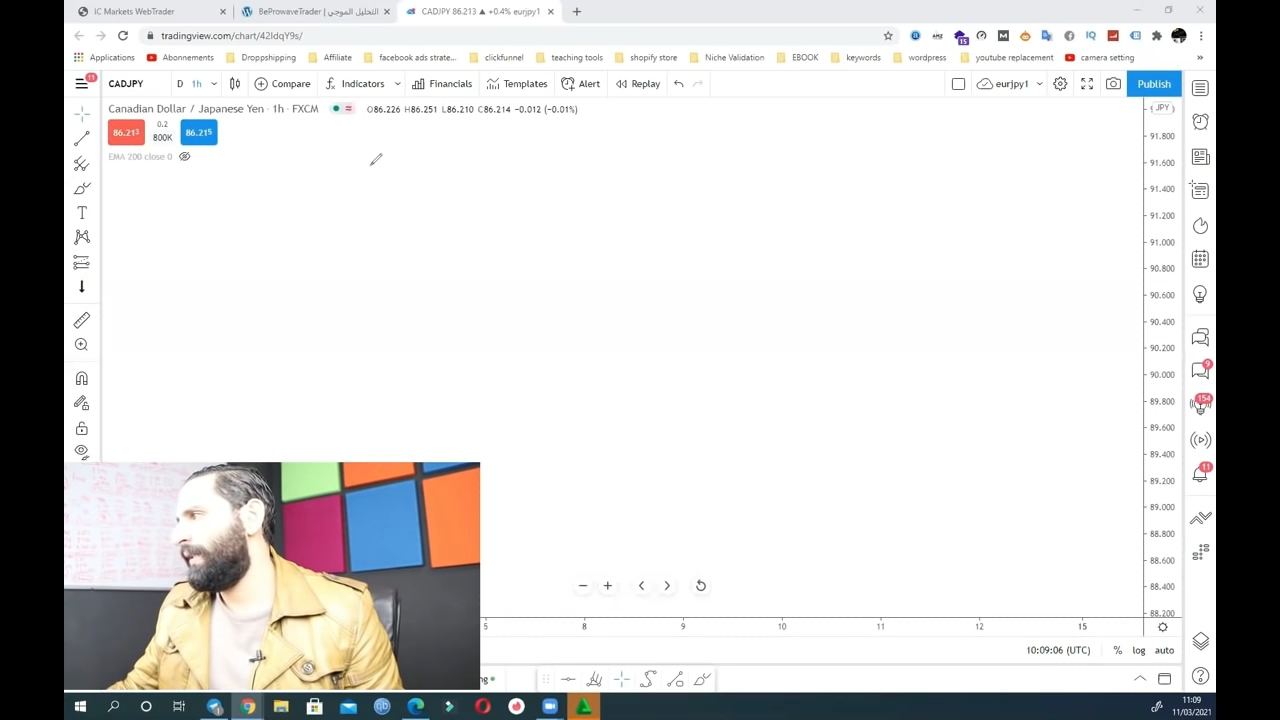 IC Markets WebTrader
BeProwaveTrader | التحليل الموجي
CADJPY 86.213 ▲ +0.4% eurjpy1
tradingview.com/chart/42IdqY9s/
15
Applications
Abonnements
Droppshipping
Affiliate
facebook ads strate...
clickfunnel
teaching tools
shopify store
Niche Validation
EBOOK
keywords
wordpress
youtube replacement
camera setting
11
CADJPY
D
1h
Compare
Indicators
Financials
Templates
Alert
Replay
eurjpy1
Publish
Canadian Dollar / Japanese Yen · 1h · FXCM
O86.226 H86.251 L86.210 C86.214 −0.012 (−0.01%)
JPY
86.213
0.2
800K
86.215
EMA 200 close 0
91.800
91.600
91.400
91.200
91.000
90.800
90.600
90.400
90.200
90.000
89.800
89.600
89.400
89.200
89.000
88.800
88.600
88.400
88.200
9
154
11
5
8
9
10
11
12
15
10:09:06 (UTC)
%
log
auto
11:09
11/03/2021